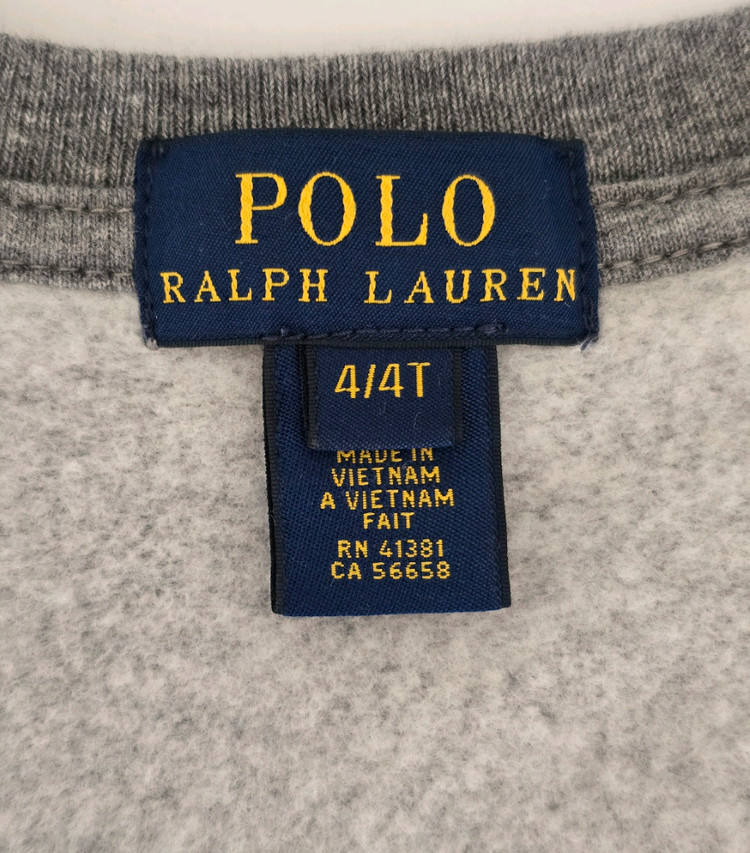 POLO
RALPH LAUREN
4/4T
MADE IN
VIETNAM
A VIETNAM
FAIT
RN 41381
CA 56658